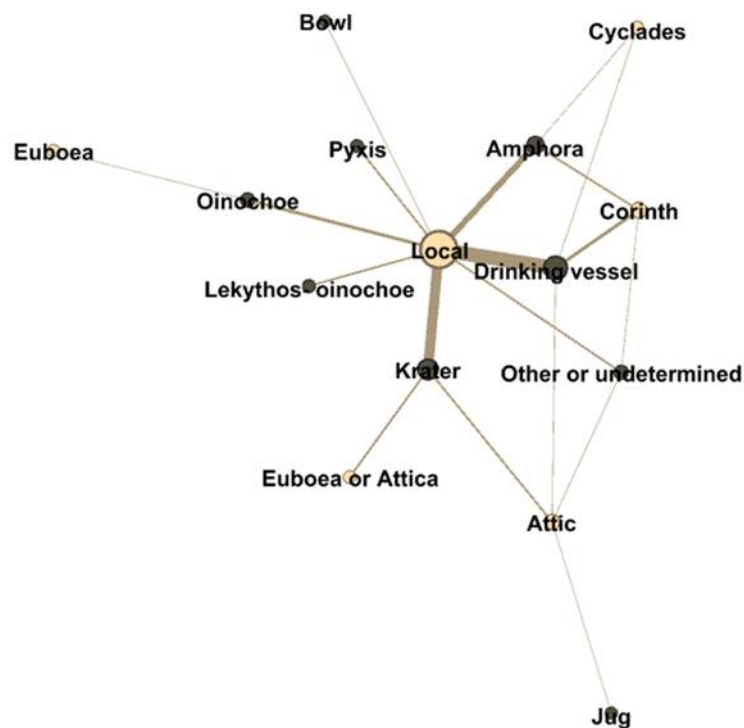 Bowl
Cyclades
Euboea
Pyxis
Amphora
Oinochoe
Corinth
Local
Drinking vessel
Lekythos- oinochoe
Krater
Other or undetermined
Euboea or Attica
Attic
Jug